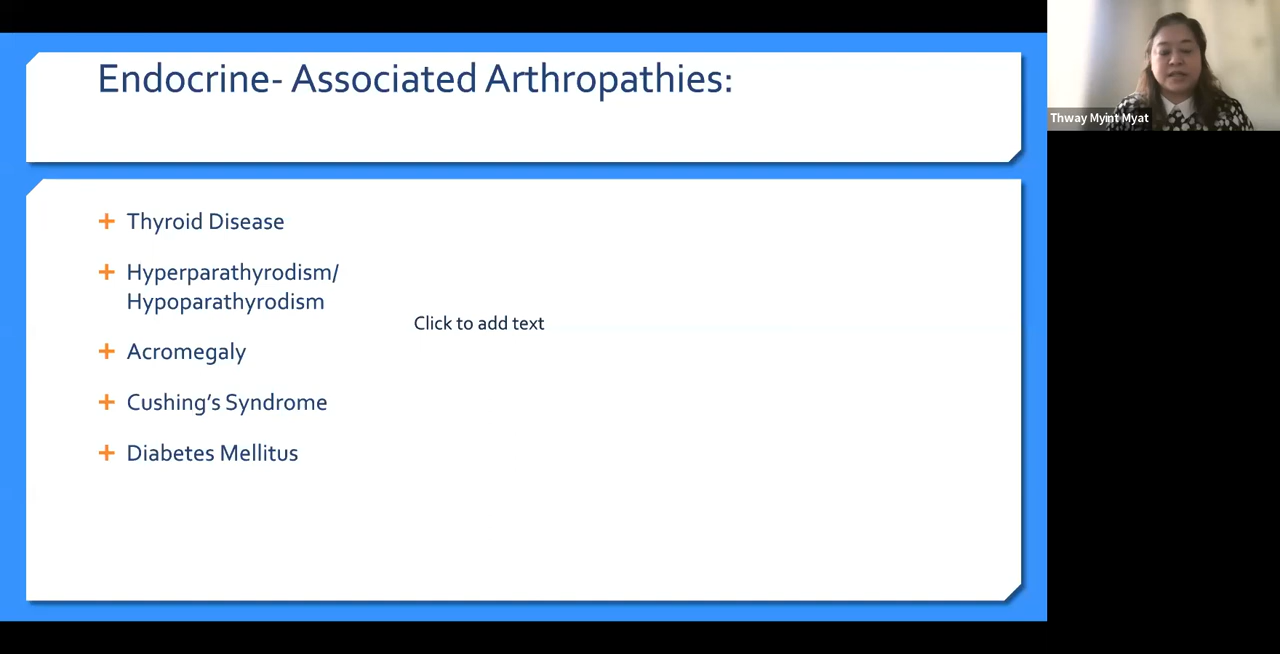 Endocrine- Associated Arthropathies:
Thway Myint Myat
Thyroid Disease
Hyperparathyrodism/
Hypoparathyrodism
Click to add text
Acromegaly
Cushing’s Syndrome
Diabetes Mellitus